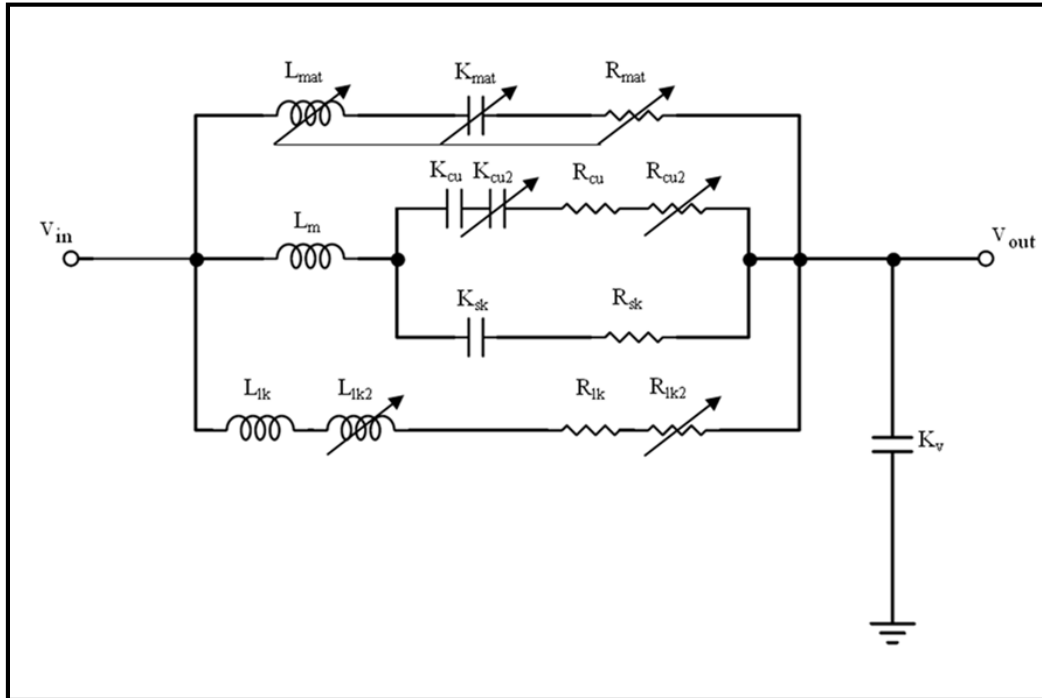 L_mat K_mat R_mat
K_cu K_cu2 R_cu R_cu2
V_in L_m V_out
K_sk R_sk
L_lk L_lk2 R_lk R_lk2
K_v